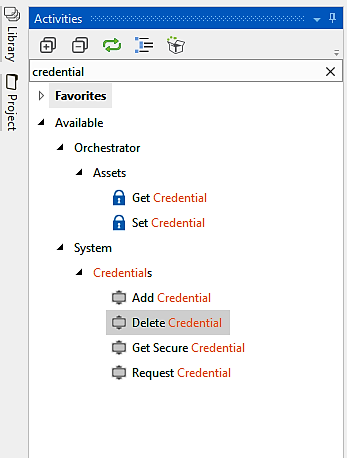 Activities
Library
Project
credential
Favorites
Available
Orchestrator
Assets
Get Credential
Set Credential
System
Credentials
Add Credential
Delete Credential
Get Secure Credential
Request Credential